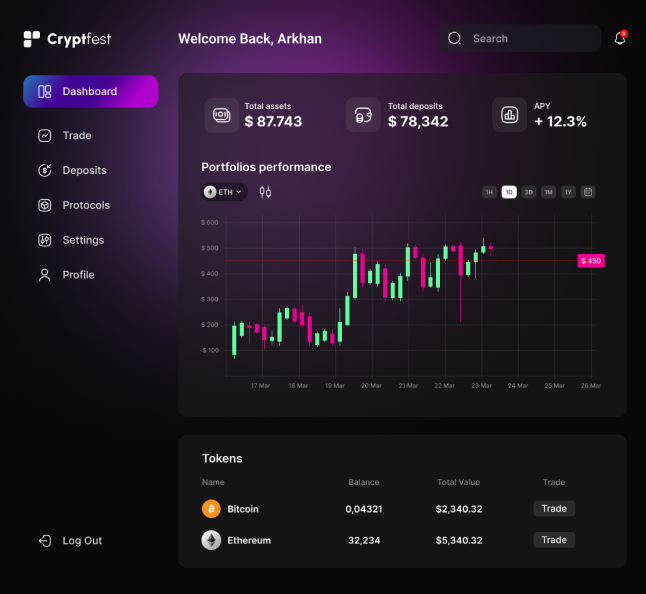 Cryptfest
Welcome Back, Arkhan
Search
Dashboard
Trade
Deposits
Protocols
Settings
Profile
Log Out
Total assets
$ 87.743
Total deposits
$ 78,342
APY
+ 12.3%
Portfolios performance
ETH
1H 1D 3D 1M 1Y
$ 600
$ 500
$ 450
$ 400
$ 300
$ 200
$ 100
17 Mar 18 Mar 19 Mar 20 Mar 21 Mar 22 Mar 23 Mar 24 Mar 25 Mar 26 Mar
Tokens
Name Balance Total Value Trade
Bitcoin 0,04321 $2,340.32 Trade
Ethereum 32,234 $5,340.32 Trade